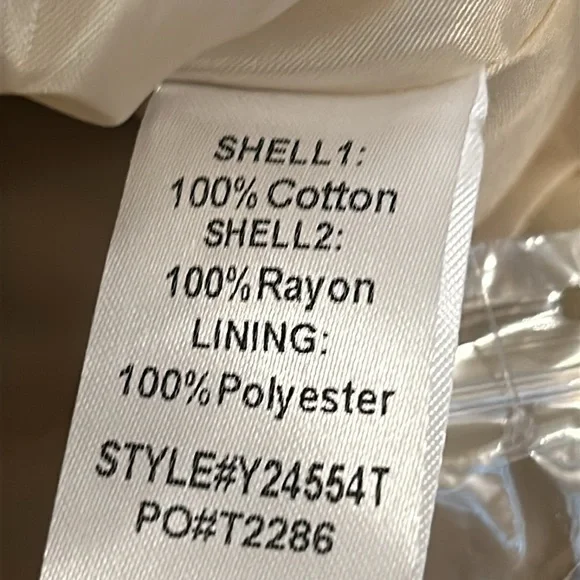 SHELL1:
100% Cotton
SHELL2:
100% Rayon
LINING:
100% Polyester
STYLE#Y24554T
PO#T2286